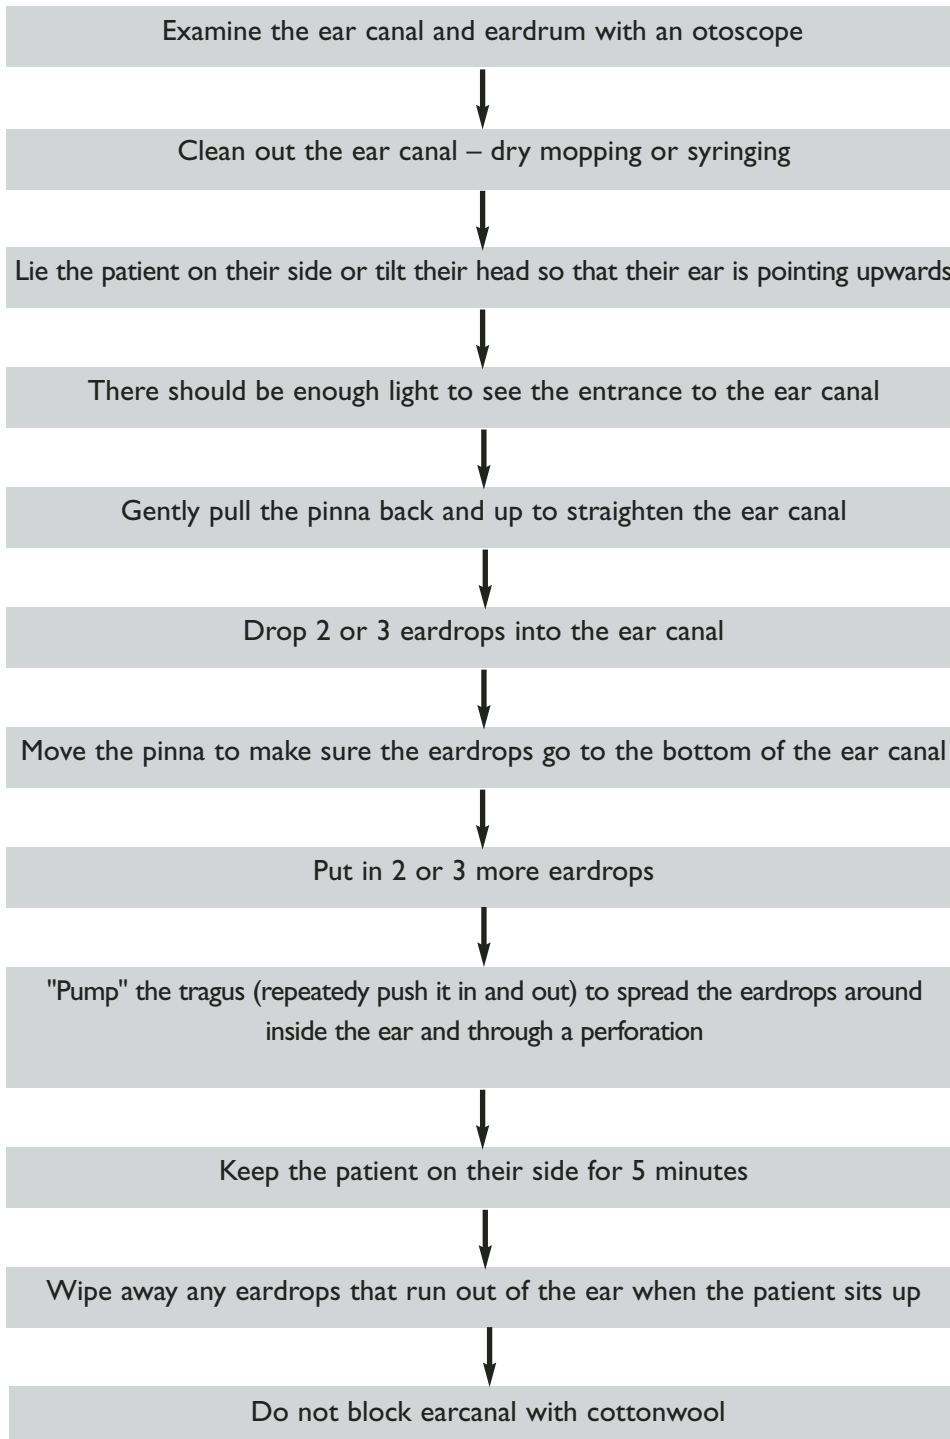 Examine the ear canal and eardrum with an otoscope
Clean out the ear canal – dry mopping or syringing
Lie the patient on their side or tilt their head so that their ear is pointing upwards
There should be enough light to see the entrance to the ear canal
Gently pull the pinna back and up to straighten the ear canal
Drop 2 or 3 eardrops into the ear canal
Move the pinna to make sure the eardrops go to the bottom of the ear canal
Put in 2 or 3 more eardrops
"Pump" the tragus (repeatedy push it in and out) to spread the eardrops around
inside the ear and through a perforation
Keep the patient on their side for 5 minutes
Wipe away any eardrops that run out of the ear when the patient sits up
Do not block earcanal with cottonwool